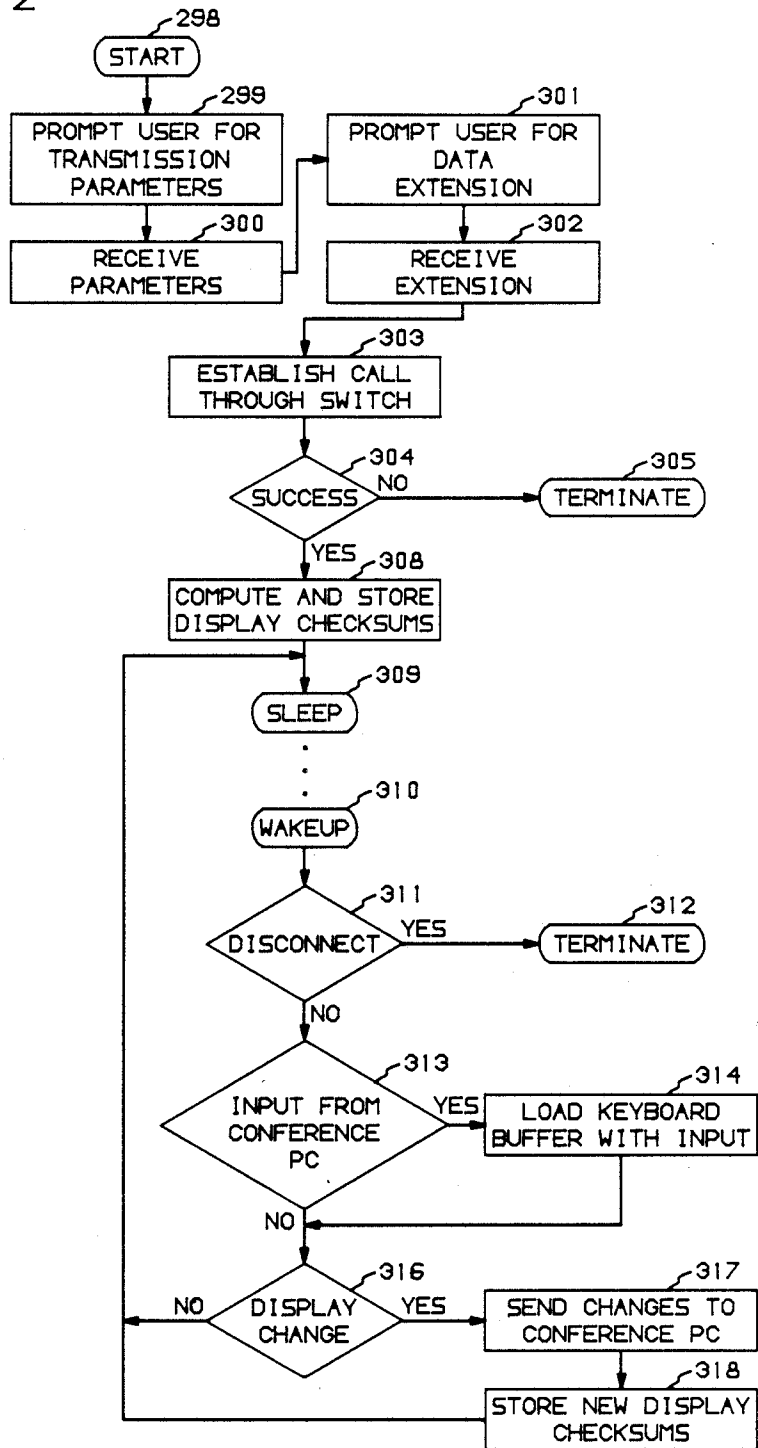 2
298
START
299
PROMPT USER FOR
TRANSMISSION
PARAMETERS
301
PROMPT USER FOR
DATA
EXTENSION
300
RECEIVE
PARAMETERS
302
RECEIVE
EXTENSION
303
ESTABLISH CALL
THROUGH SWITCH
304
SUCCESS
NO
305
TERMINATE
YES
308
COMPUTE AND STORE
DISPLAY CHECKSUMS
309
SLEEP
310
WAKEUP
311
DISCONNECT
YES
312
TERMINATE
NO
313
INPUT FROM
CONFERENCE
PC
YES
314
LOAD KEYBOARD
BUFFER WITH INPUT
NO
316
DISPLAY
CHANGE
NO
YES
317
SEND CHANGES TO
CONFERENCE PC
318
STORE NEW DISPLAY
CHECKSUMS